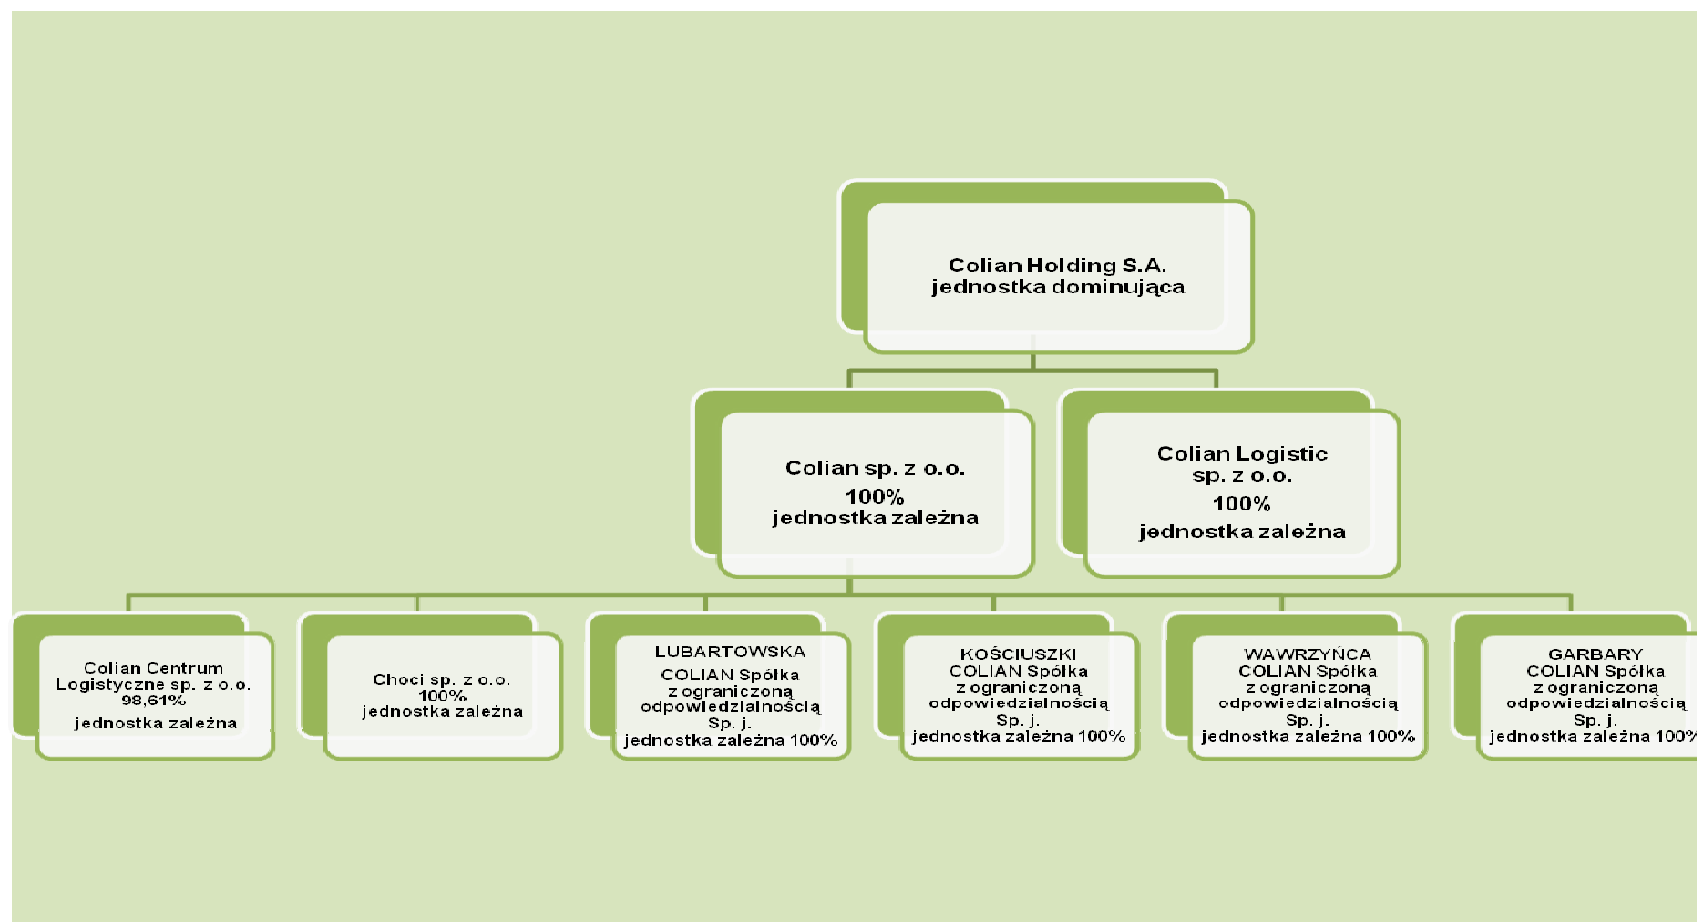 Colian Holding S.A.
jednostka dominująca
Colian sp. z o.o.
100%
jednostka zależna
Colian Logistic
sp. z o.o.
100%
jednostka zależna
Colian Centrum
Logistyczne sp. z o.o.
98,61%
jednostka zależna
Choci sp. z o.o.
100%
jednostka zależna
LUBARTOWSKA
COLIAN Spółka
z ograniczoną
odpowiedzialnością
Sp. j.
jednostka zależna 100%
KOŚCIUSZKI
COLIAN Spółka
z ograniczoną
odpowiedzialnością
Sp. j.
jednostka zależna 100%
WAWRZYŃCA
COLIAN Spółka
z ograniczoną
odpowiedzialnością
Sp. j.
jednostka zależna 100%
GARBARY
COLIAN Spółka
z ograniczoną
odpowiedzialnością
Sp. j.
jednostka zależna 100%